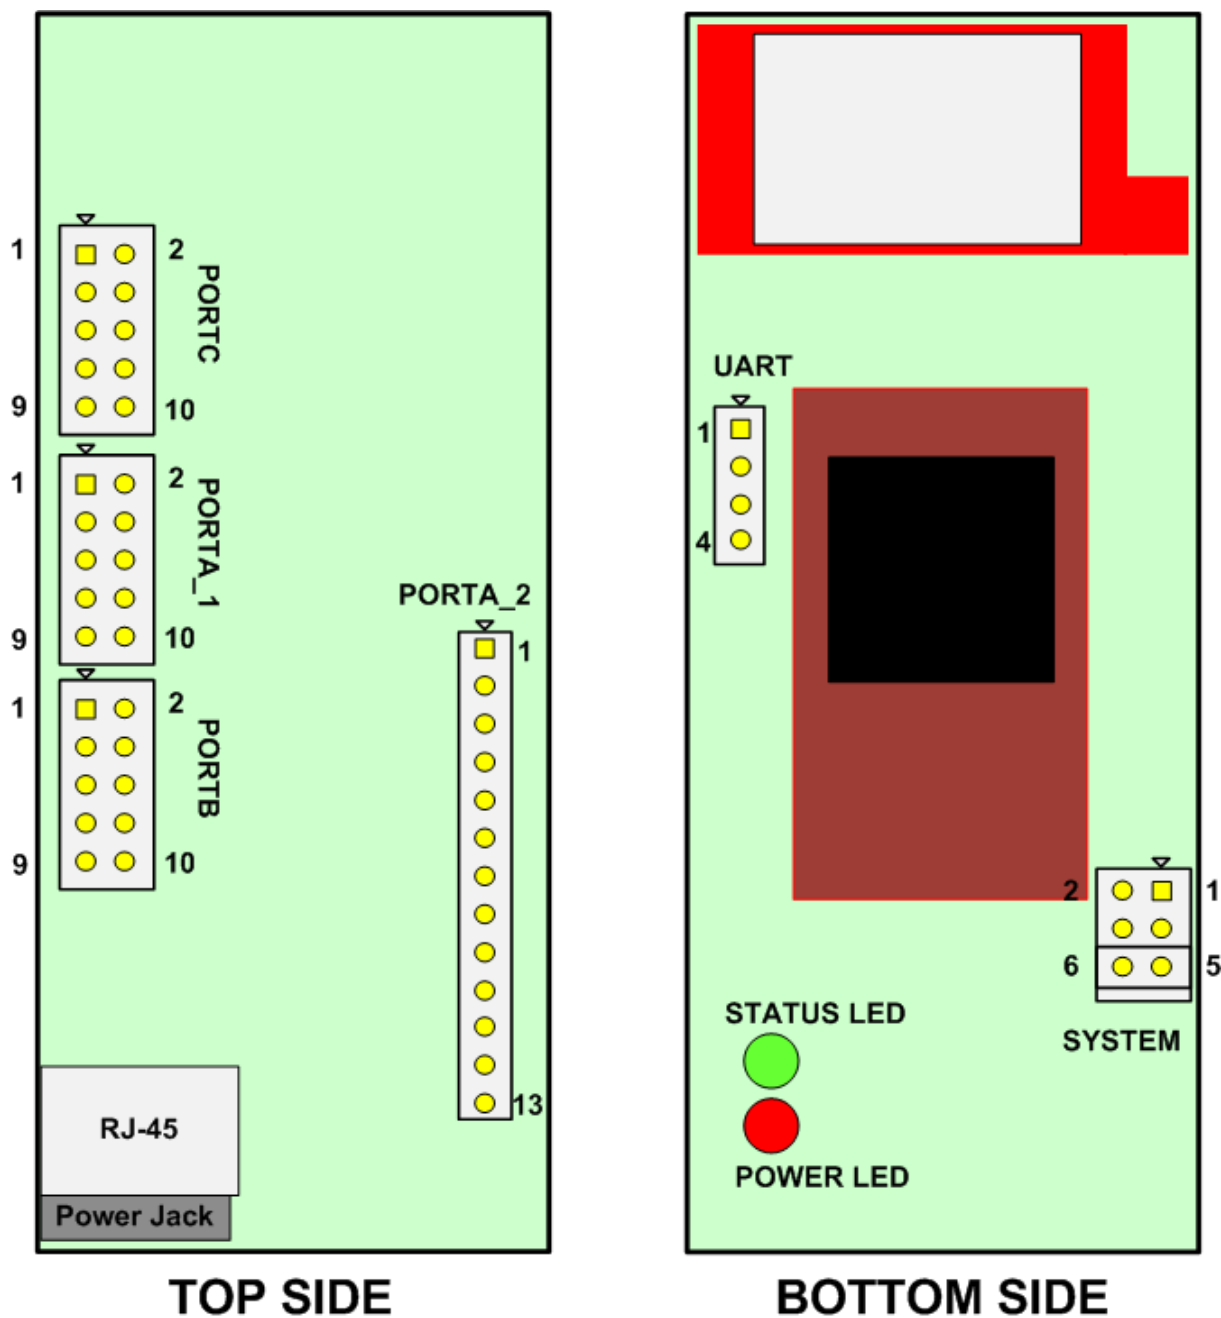 1 2
PORTC
9 10
1 2
PORTA_1
9 10
1 2
PORTB
9 10
PORTA_2
1
13
RJ-45
Power Jack
TOP SIDE
UART
1
4
2 1
6 5
SYSTEM
STATUS LED
POWER LED
BOTTOM SIDE